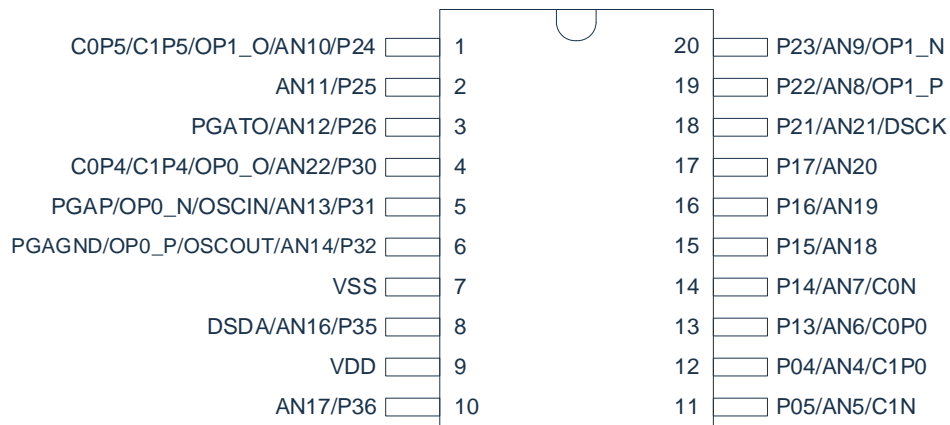 C0P5/C1P5/OP1_O/AN10/P24 1 20 P23/AN9/OP1_N
AN11/P25 2 19 P22/AN8/OP1_P
PGATO/AN12/P26 3 18 P21/AN21/DSCK
C0P4/C1P4/OP0_O/AN22/P30 4 17 P17/AN20
PGAP/OP0_N/OSCIN/AN13/P31 5 16 P16/AN19
PGAGND/OP0_P/OSCOUT/AN14/P32 6 15 P15/AN18
VSS 7 14 P14/AN7/C0N
DSDA/AN16/P35 8 13 P13/AN6/C0P0
VDD 9 12 P04/AN4/C1P0
AN17/P36 10 11 P05/AN5/C1N